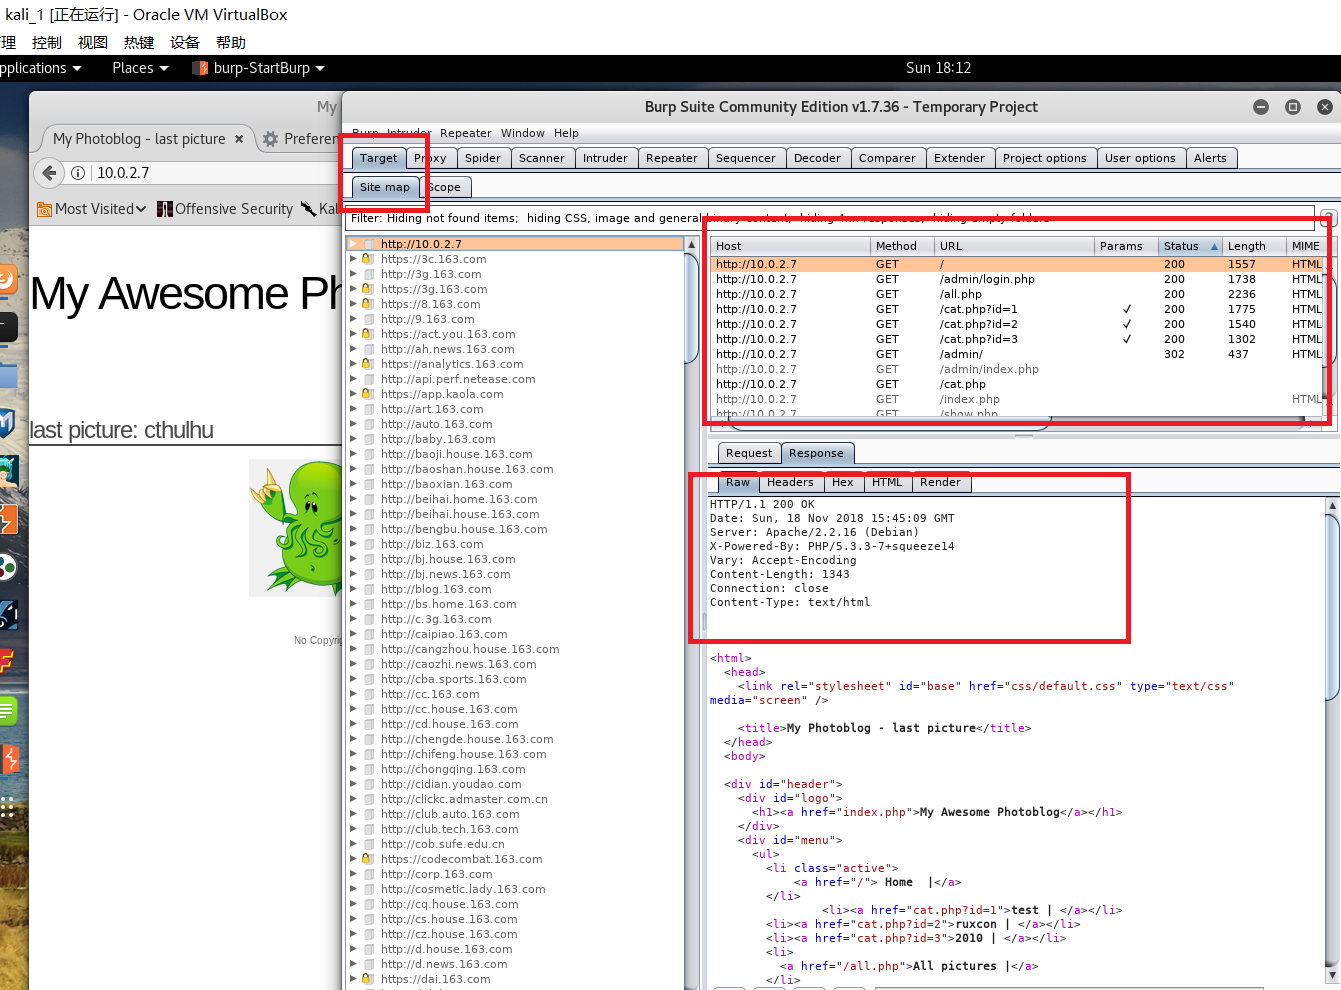 kali_1 [正在运行] - Oracle VM VirtualBox
理 控制 视图 热键 设备 帮助
pplications Places burp-StartBurp Sun 18:12
My
Burp Suite Community Edition v1.7.36 - Temporary Project
My Photoblog - last picture × Preferen
10.0.2.7
Most Visited Offensive Security Kal
My Awesome Ph
last picture: cthulhu
No Copyrig
Burp Intruder Repeater Window Help
Target Proxy Spider Scanner Intruder Repeater Sequencer Decoder Comparer Extender Project options User options Alerts
Site map Scope
Filter: Hiding not found items; hiding CSS, image and general binary content; hiding 4xx responses; hiding empty folders
?
http://10.0.2.7
https://3c.163.com
http://3g.163.com
https://3g.163.com
https://8.163.com
http://9.163.com
https://act.you.163.com
http://ah.news.163.com
https://analytics.163.com
http://api.perf.netease.com
https://app.kaola.com
http://art.163.com
http://auto.163.com
http://baby.163.com
http://baoji.house.163.com
http://baoshan.house.163.com
http://baoxian.163.com
http://beihai.home.163.com
http://beihai.house.163.com
http://bengbu.house.163.com
http://biz.163.com
http://bj.house.163.com
http://bj.news.163.com
http://blog.163.com
http://bs.home.163.com
http://c.3g.163.com
http://caipiao.163.com
http://cangzhou.house.163.com
http://caozhi.news.163.com
http://cba.sports.163.com
http://cc.163.com
http://cc.house.163.com
http://cd.house.163.com
http://chengde.house.163.com
http://chifeng.house.163.com
http://chongqing.163.com
http://cidian.youdao.com
http://clickc.admaster.com.cn
http://club.auto.163.com
http://club.tech.163.com
http://cob.sufe.edu.cn
https://codecombat.163.com
http://corp.163.com
http://cosmetic.lady.163.com
http://cq.house.163.com
http://cs.house.163.com
http://cz.house.163.com
http://d.house.163.com
http://d.news.163.com
https://dai.163.com
Host Method URL Params Status Length MIME
http://10.0.2.7 GET / 200 1557 HTML
http://10.0.2.7 GET /admin/login.php 200 1738 HTML
http://10.0.2.7 GET /all.php 200 2236 HTML
http://10.0.2.7 GET /cat.php?id=1 ✓ 200 1775 HTML
http://10.0.2.7 GET /cat.php?id=2 ✓ 200 1540 HTML
http://10.0.2.7 GET /cat.php?id=3 ✓ 200 1302 HTML
http://10.0.2.7 GET /admin/ 302 437 HTML
http://10.0.2.7 GET /admin/index.php
http://10.0.2.7 GET /cat.php
http://10.0.2.7 GET /index.php HTML
http://10.0.2.7 GET /show.php
Request Response
Raw Headers Hex HTML Render
HTTP/1.1 200 OK
Date: Sun, 18 Nov 2018 15:45:09 GMT
Server: Apache/2.2.16 (Debian)
X-Powered-By: PHP/5.3.3-7+squeeze14
Vary: Accept-Encoding
Content-Length: 1343
Connection: close
Content-Type: text/html
<html>
<head>
<link rel="stylesheet" id="base" href="css/default.css" type="text/css"
media="screen" />
<title>My Photoblog - last picture</title>
</head>
<body>
<div id="header">
<div id="logo">
<h1><a href="index.php">My Awesome Photoblog</a></h1>
</div>
<div id="menu">
<ul>
<li class="active">
<a href="/"> Home |</a>
</li>
<li><a href="cat.php?id=1">test | </a></li>
<li><a href="cat.php?id=2">ruxcon | </a></li>
<li><a href="cat.php?id=3">2010 | </a></li>
<li>
<a href="/all.php">All pictures |</a>
</li>